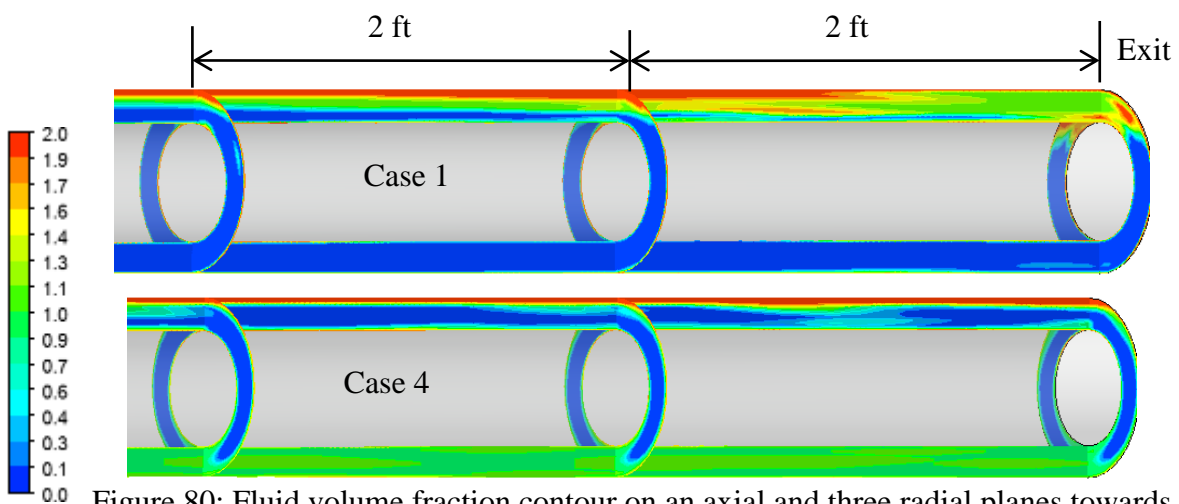 2 ft
2 ft
Exit
Case 1
2.0
1.9
1.7
1.6
1.4
1.3
1.1
1.0
0.9
0.7
0.6
0.4
0.3
0.1
0.0
Case 4
Figure 80: Fluid volume fraction contour on an axial and three radial planes towards